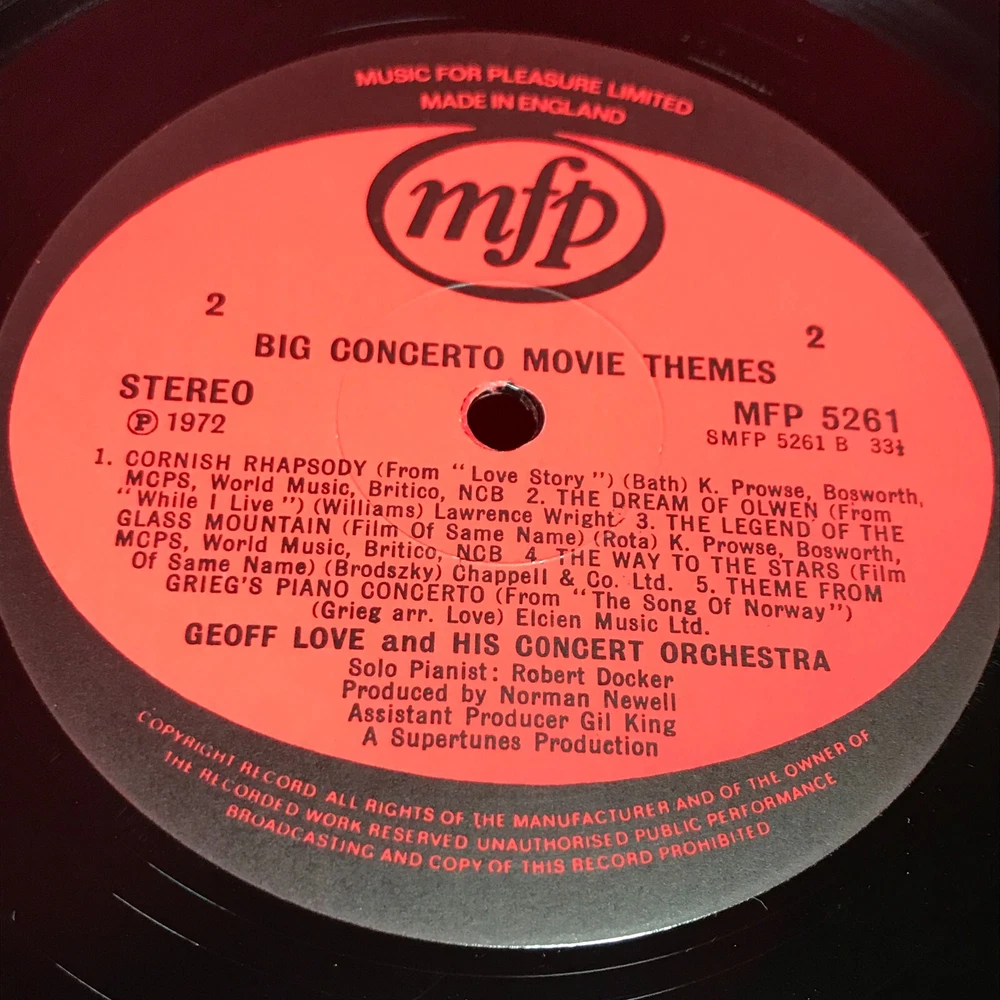 MUSIC FOR PLEASURE LIMITED
MADE IN ENGLAND
mfp
2 2
BIG CONCERTO MOVIE THEMES
STEREO MFP 5261
Ⓟ 1972 SMFP 5261 B 33⅓
1. CORNISH RHAPSODY (From "Love Story") (Bath) K. Prowse, Bosworth,
MCPS, World Music, Britico, NCB 2. THE DREAM OF OLWEN (From
"While I Live") (Williams) Lawrence Wright 3. THE LEGEND OF THE
GLASS MOUNTAIN (Film Of Same Name) (Rota) K. Prowse, Bosworth,
MCPS, World Music, Britico, NCB 4. THE WAY TO THE STARS (Film
Of Same Name) (Brodszky) Chappell & Co. Ltd. 5. THEME FROM
GRIEG'S PIANO CONCERTO (From "The Song Of Norway")
(Grieg arr. Love) Elcien Music Ltd.
GEOFF LOVE and HIS CONCERT ORCHESTRA
Solo Pianist: Robert Docker
Produced by Norman Newell
Assistant Producer Gil King
A Supertunes Production
COPYRIGHT RECORD ALL RIGHTS OF THE MANUFACTURER AND OF THE OWNER OF
THE RECORDED WORK RESERVED UNAUTHORISED PUBLIC PERFORMANCE
BROADCASTING AND COPY OF THIS RECORD PROHIBITED